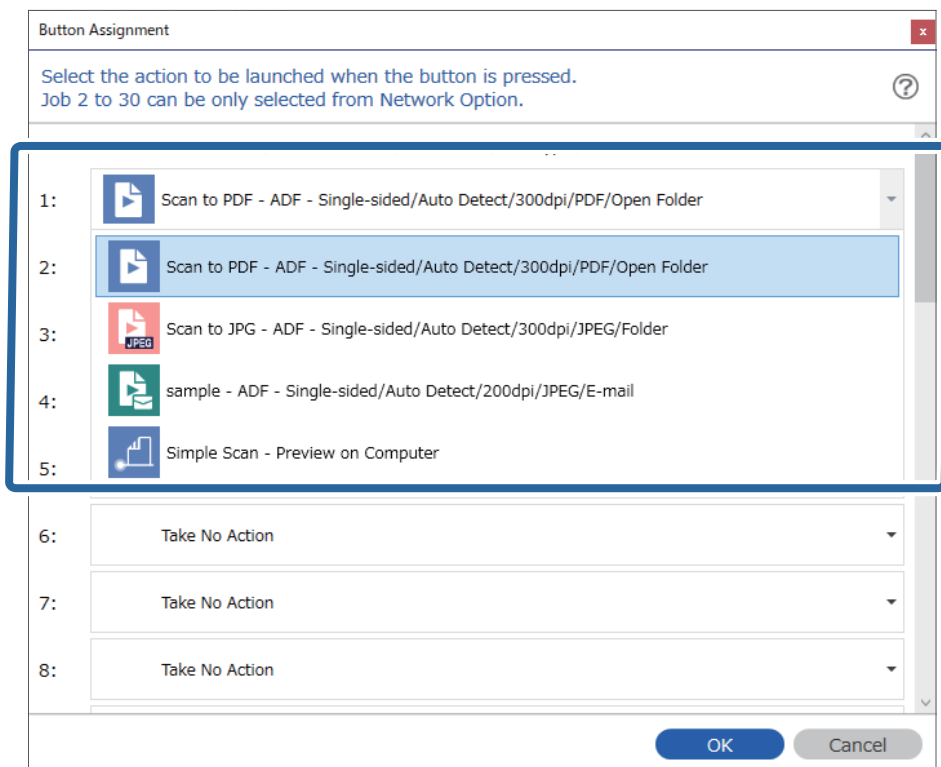 Button Assignment
x
Select the action to be launched when the button is pressed.
Job 2 to 30 can be only selected from Network Option.
?
1:
Scan to PDF - ADF - Single-sided/Auto Detect/300dpi/PDF/Open Folder
2:
Scan to PDF - ADF - Single-sided/Auto Detect/300dpi/PDF/Open Folder
3:
JPEG
Scan to JPG - ADF - Single-sided/Auto Detect/300dpi/JPEG/Folder
4:
sample - ADF - Single-sided/Auto Detect/200dpi/JPEG/E-mail
5:
Simple Scan - Preview on Computer
6:
Take No Action
7:
Take No Action
8:
Take No Action
OK
Cancel